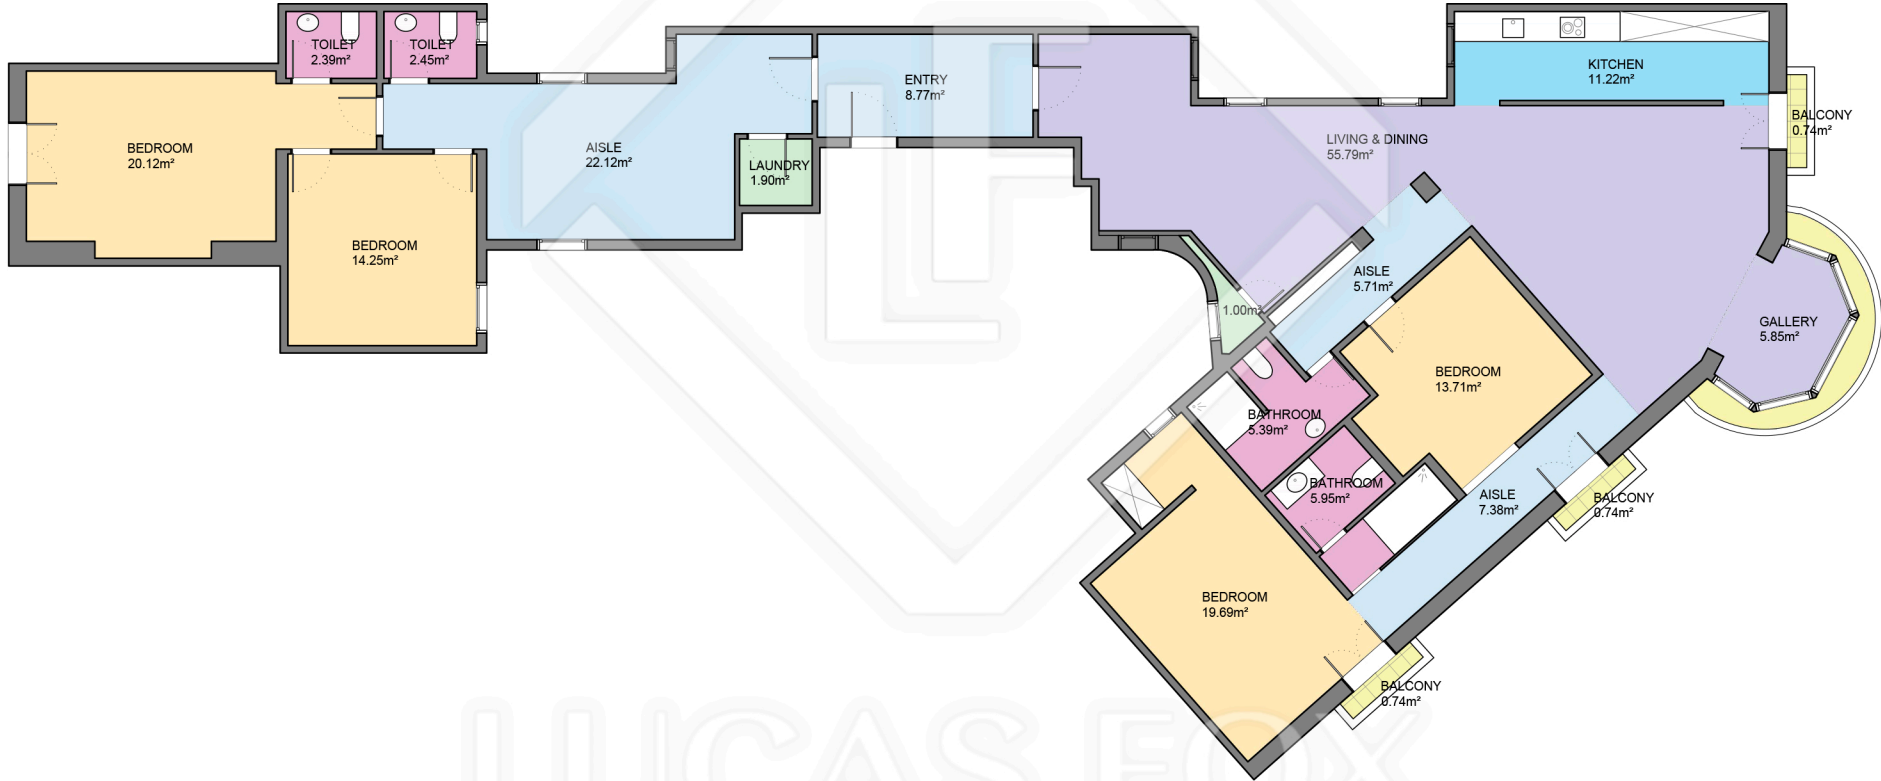 TOILET
2.39m²
TOILET
2.45m²
BEDROOM
20.12m²
BEDROOM
14.25m²
AISLE
22.12m²
LAUNDRY
1.90m²
ENTRY
8.77m²
LIVING & DINING
55.79m²
KITCHEN
11.22m²
BALCONY
0.74m²
AISLE
5.71m²
1.00m²
GALLERY
5.85m²
BEDROOM
13.71m²
BATHROOM
5.39m²
BATHROOM
5.95m²
AISLE
7.38m²
BALCONY
0.74m²
BEDROOM
19.69m²
BALCONY
0.74m²
LUCAS FOX